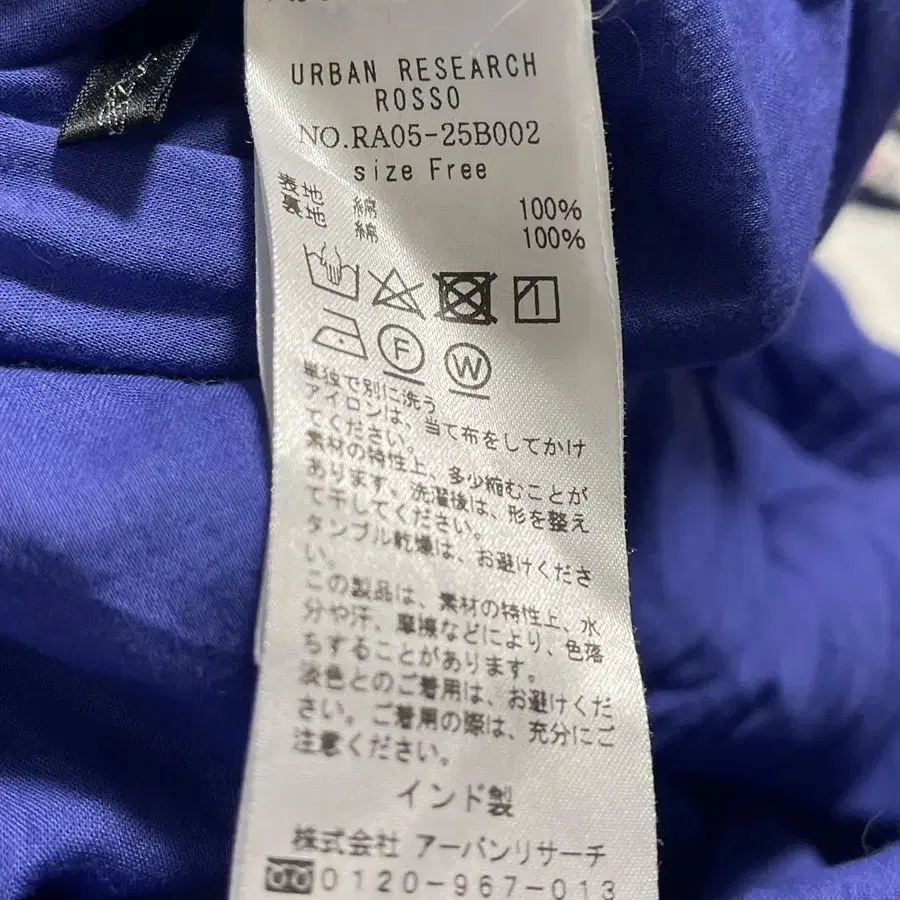 URBAN RESEARCH
ROSSO
NO.RA05-25B002
size Free
表地 綿 100%
裏地 綿 100%
F W
単独で別に洗う
アイロンは、当て布をしてかけ
てください。
素材の特性上、多少縮むことが
あります、洗濯後は、形を整え
て干してください。
タンブル乾燥は、お避けくださ
い。
この製品は、素材の特性上、水
分や汗、摩擦などにより、色落
ちすることがあります。
淡色とのご着用は、お避けくだ
さい。ご着用の際は、充分にご
注意ください。
インド製
株式会社 アーバンリサーチ
0120-967-013